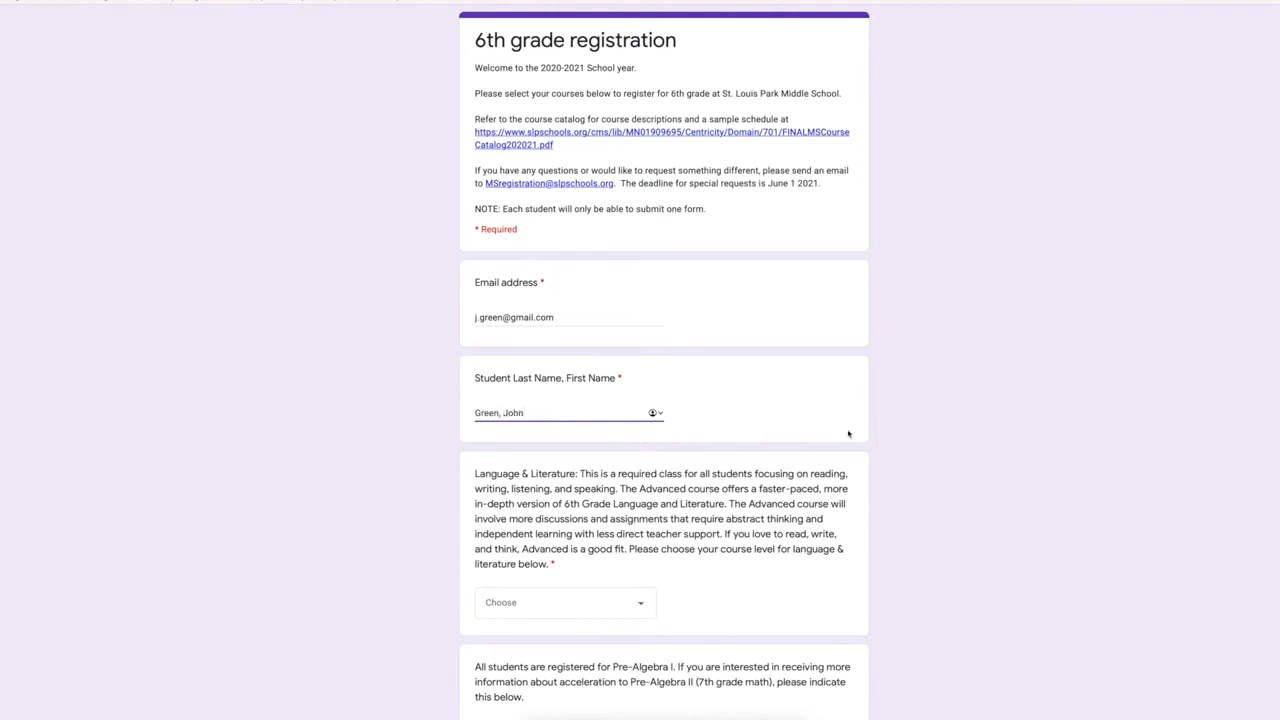 6th grade registration
Welcome to the 2020-2021 School year.
Please select your courses below to register for 6th grade at St. Louis Park Middle School.
Refer to the course catalog for course descriptions and a sample schedule at
https://www.slpschools.org/cms/lib/MN01909695/Centricity/Domain/701/FINALMSCourse
Catalog202021.pdf
If you have any questions or would like to request something different, please send an email
to MSregistration@slpschools.org.  The deadline for special requests is June 1 2021.
NOTE: Each student will only be able to submit one form.
* Required
Email address *
j.green@gmail.com
Student Last Name, First Name *
Green, John
Language & Literature: This is a required class for all students focusing on reading,
writing, listening, and speaking. The Advanced course offers a faster-paced, more
in-depth version of 6th Grade Language and Literature. The Advanced course will
involve more discussions and assignments that require abstract thinking and
independent learning with less direct teacher support. If you love to read, write,
and think, Advanced is a good fit. Please choose your course level for language &
literature below. *
Choose
All students are registered for Pre-Algebra I. If you are interested in receiving more
information about acceleration to Pre-Algebra II (7th grade math), please indicate
this below.